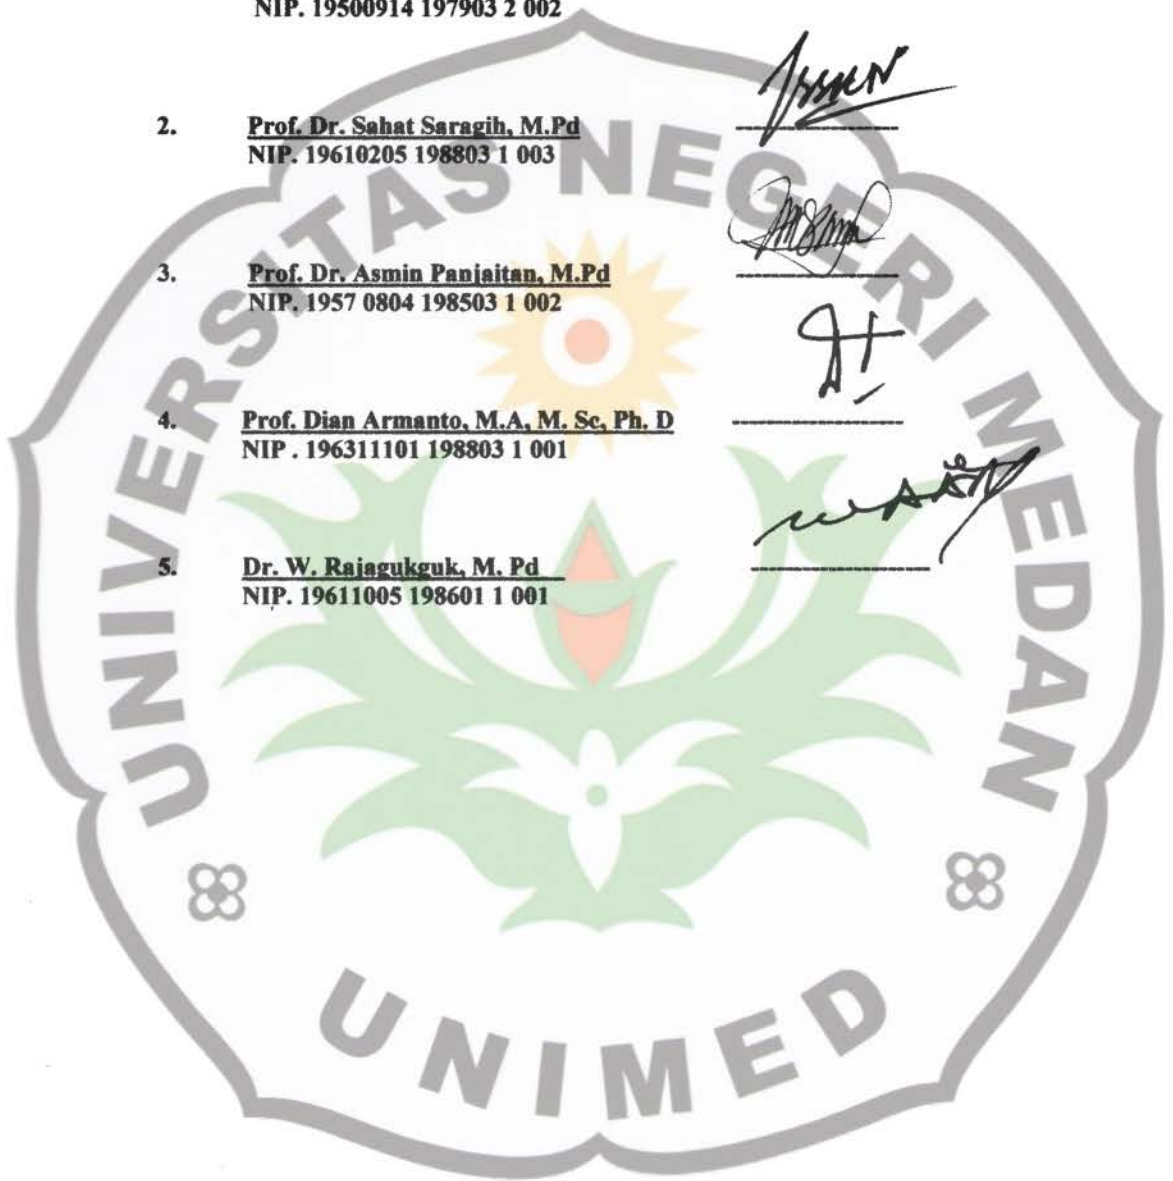 NIP. 19500914 197903 2 002
2. Prof. Dr. Sahat Saragih, M.Pd
NIP. 19610205 198803 1 003
3. Prof. Dr. Asmin Panjaitan, M.Pd
NIP. 1957 0804 198503 1 002
4. Prof. Dian Armanto, M.A, M. Sc, Ph. D
NIP . 196311101 198803 1 001
5. Dr. W. Rajagukguk, M. Pd
NIP. 19611005 198601 1 001
UNIVERSITAS NEGERI MEDAN
UNIMED